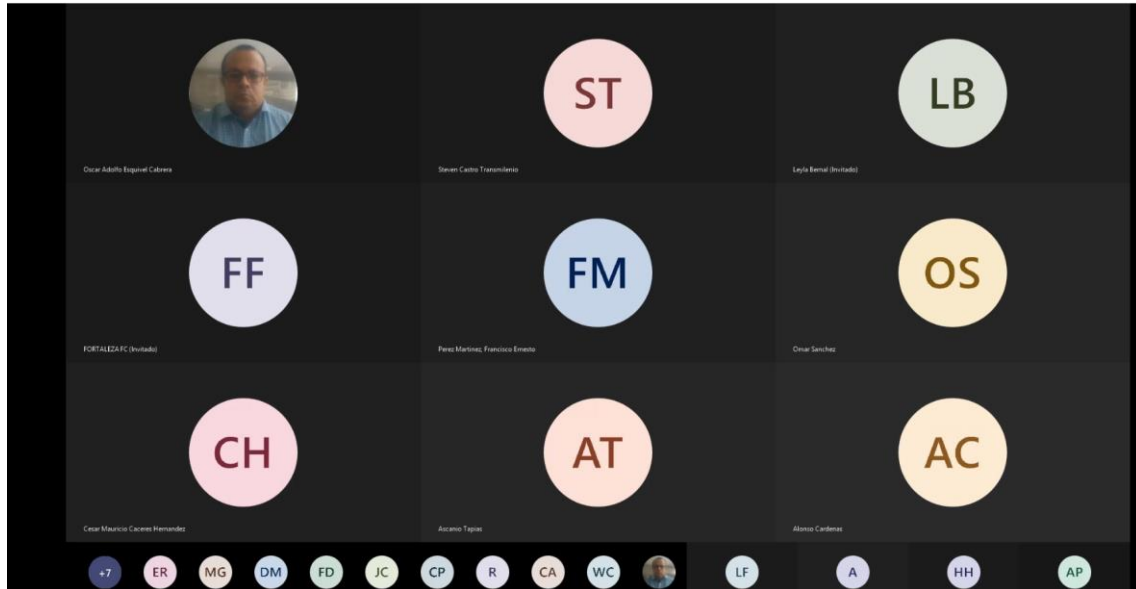 ST
LB
Oscar Adolfo Esquivel Cabrera
Steven Castro Transmilenio
Leyla Bernal (Invitado)
FF
FM
OS
FORTALEZA FC (Invitado)
Perez Martinez, Francisco Ernesto
Omar Sanchez
CH
AT
AC
Cesar Mauricio Caceres Hernandez
Ascanio Tapias
Alonso Cardenas
+7
ER
MG
DM
FD
JC
CP
R
CA
WC
LF
A
HH
AP